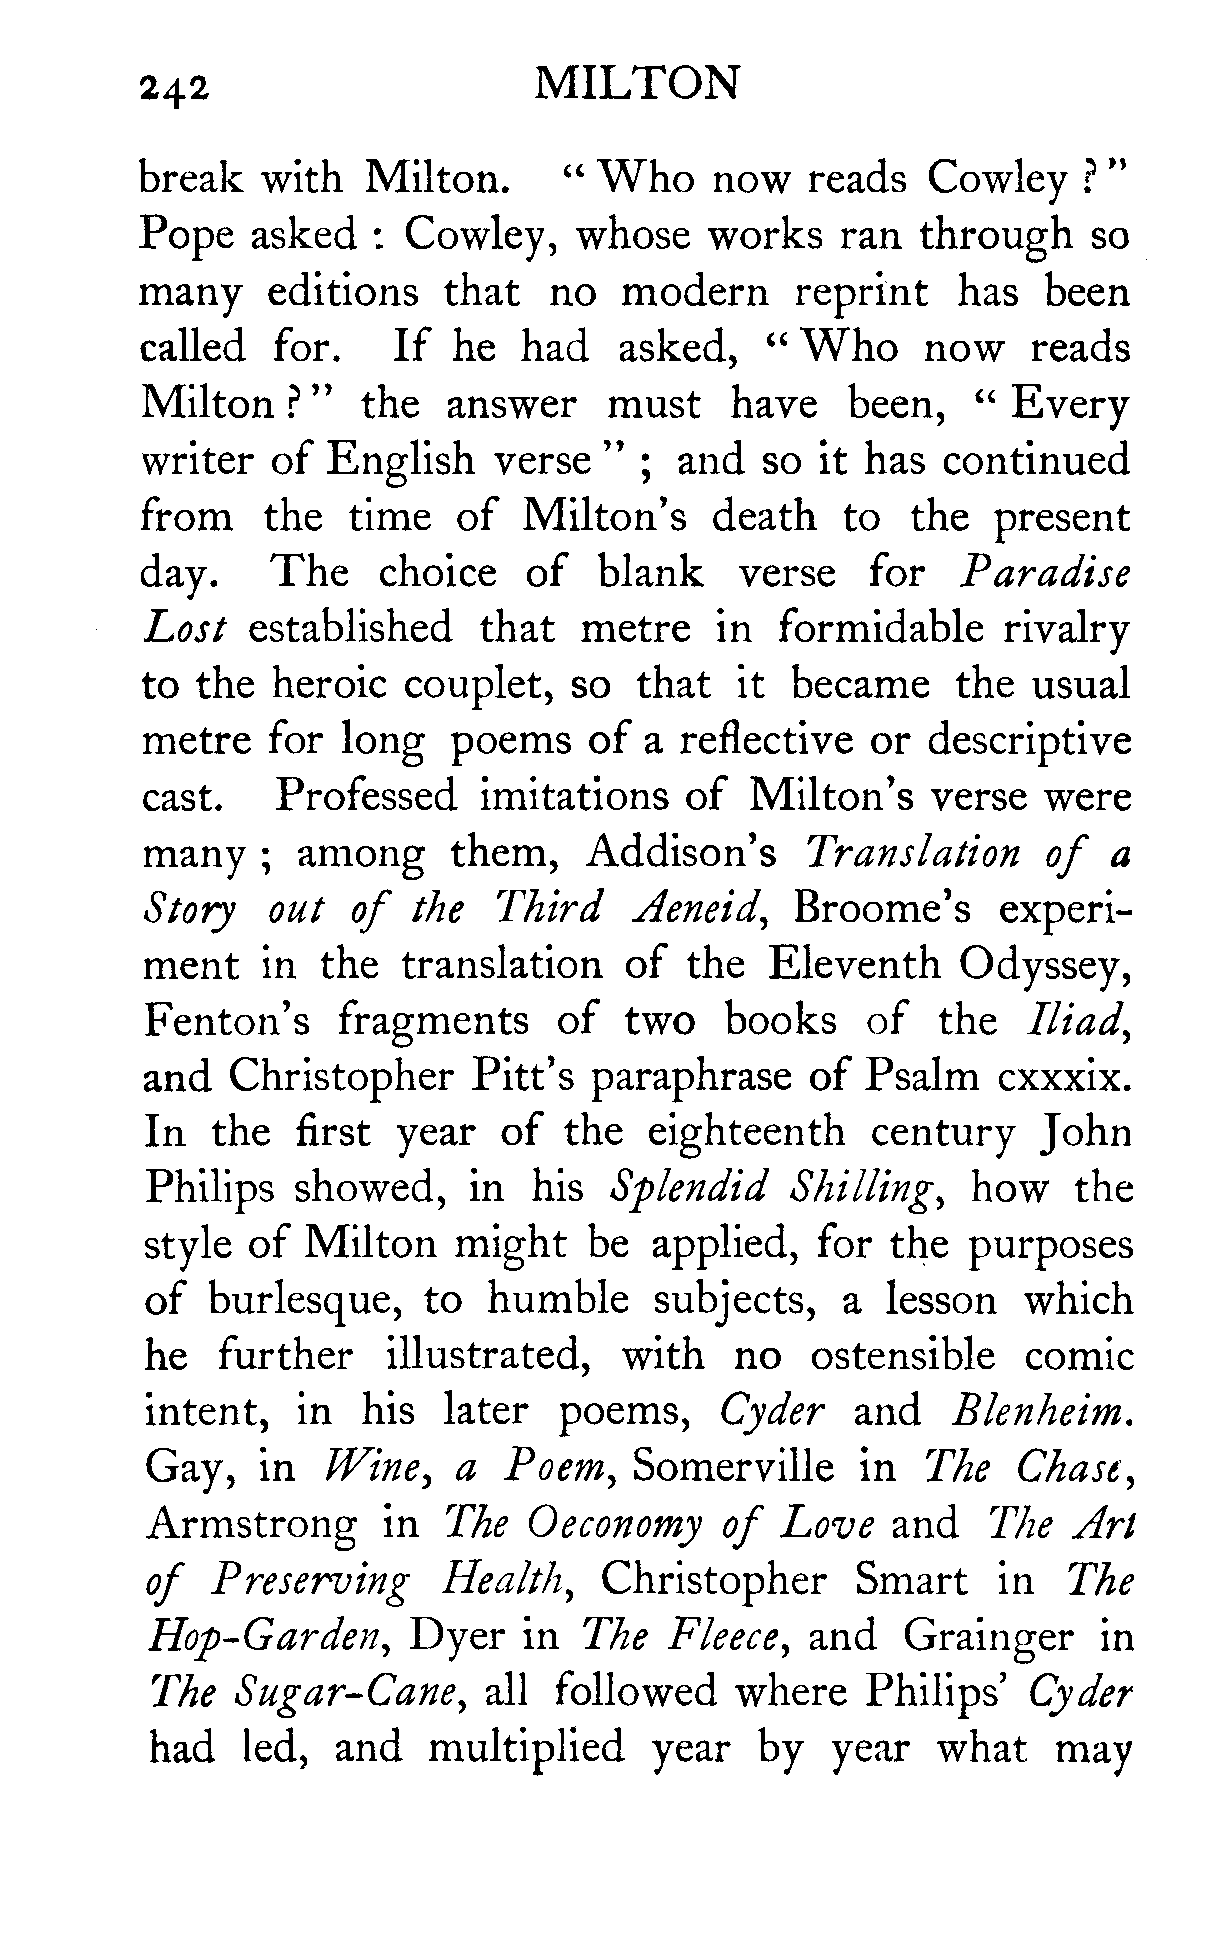 242 MILTON
break with Milton. “ Who now reads Cowley ? ”
Pope asked : Cowley, whose works ran through so
many editions that no modern reprint has been
called for. If he had asked, “ Who now reads
Milton ? ” the answer must have been, “ Every
writer of English verse ” ; and so it has continued
from the time of Milton’s death to the present
day. The choice of blank verse for Paradise
Lost established that metre in formidable rivalry
to the heroic couplet, so that it became the usual
metre for long poems of a reflective or descriptive
cast. Professed imitations of Milton’s verse were
many ; among them, Addison’s Translation of a
Story out of the Third Aeneid, Broome’s experi-
ment in the translation of the Eleventh Odyssey,
Fenton’s fragments of two books of the Iliad,
and Christopher Pitt’s paraphrase of Psalm cxxxix.
In the first year of the eighteenth century John
Philips showed, in his Splendid Shilling, how the
style of Milton might be applied, for the purposes
of burlesque, to humble subjects, a lesson which
he further illustrated, with no ostensible comic
intent, in his later poems, Cyder and Blenheim.
Gay, in Wine, a Poem, Somerville in The Chase,
Armstrong in The Oeconomy of Love and The Art
of Preserving Health, Christopher Smart in The
Hop-Garden, Dyer in The Fleece, and Grainger in
The Sugar-Cane, all followed where Philips’ Cyder
had led, and multiplied year by year what may